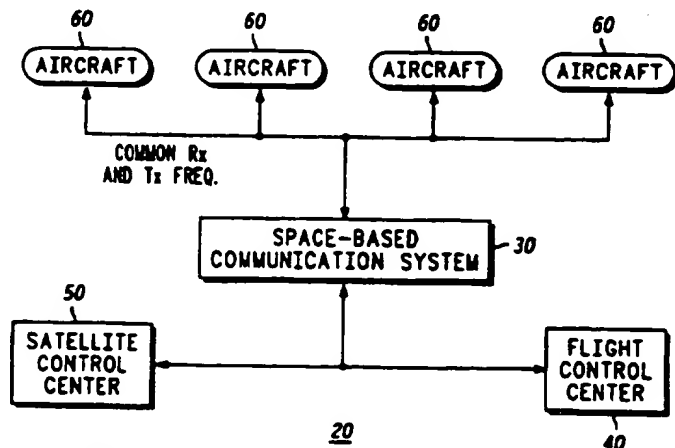 60 60 60 60
AIRCRAFT AIRCRAFT AIRCRAFT AIRCRAFT
COMMON Rx
AND Tx FREQ.
SPACE-BASED
COMMUNICATION SYSTEM
30
50
SATELLITE
CONTROL
CENTER
FLIGHT
CONTROL
CENTER
20
40